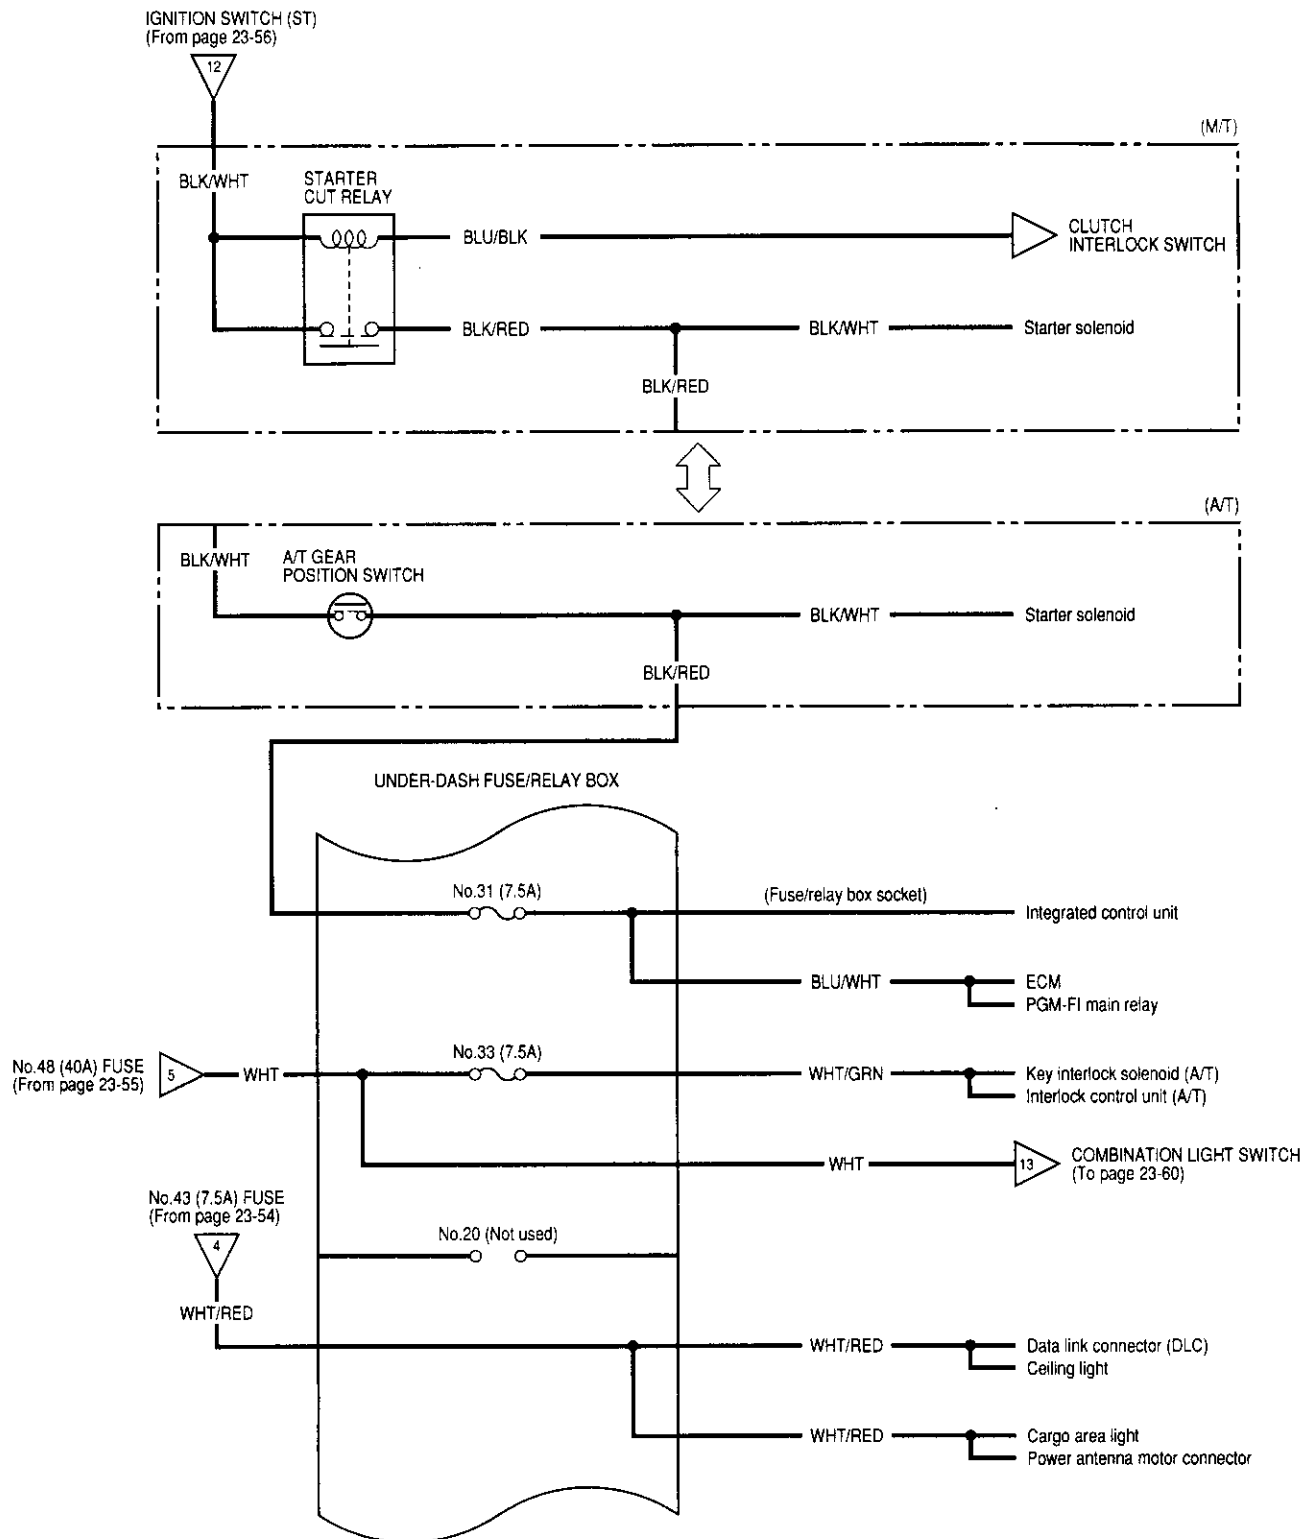 IGNITION SWITCH (ST)
(From page 23-56)
12
(M/T)
BLK/WHT
STARTER
CUT RELAY
BLU/BLK
CLUTCH
INTERLOCK SWITCH
BLK/RED
BLK/WHT
Starter solenoid
BLK/RED
(A/T)
BLK/WHT
A/T GEAR
POSITION SWITCH
BLK/WHT
Starter solenoid
BLK/RED
UNDER-DASH FUSE/RELAY BOX
No.31 (7.5A)
(Fuse/relay box socket)
Integrated control unit
BLU/WHT
ECM
PGM-FI main relay
No.48 (40A) FUSE
(From page 23-55)
5
WHT
No.33 (7.5A)
WHT/GRN
Key interlock solenoid (A/T)
Interlock control unit (A/T)
WHT
13
COMBINATION LIGHT SWITCH
(To page 23-60)
No.43 (7.5A) FUSE
(From page 23-54)
4
No.20 (Not used)
WHT/RED
WHT/RED
Data link connector (DLC)
Ceiling light
WHT/RED
Cargo area light
Power antenna motor connector